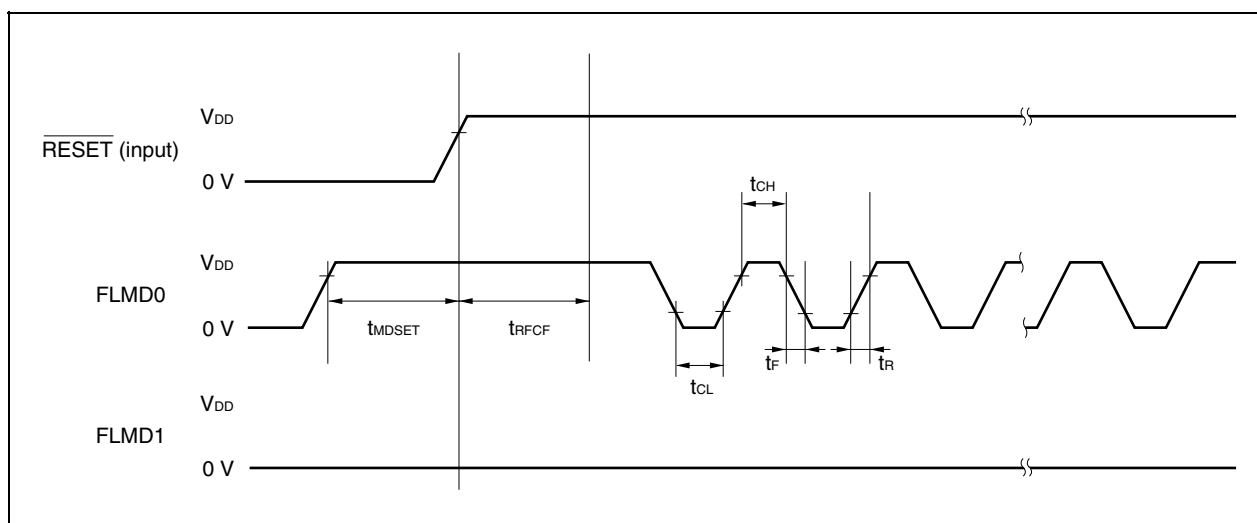 VDD
RESET (input)
0 V
tCH
VDD
FLMD0
0 V
tMDSET
tRFCF
tF
tR
tCL
VDD
FLMD1
0 V